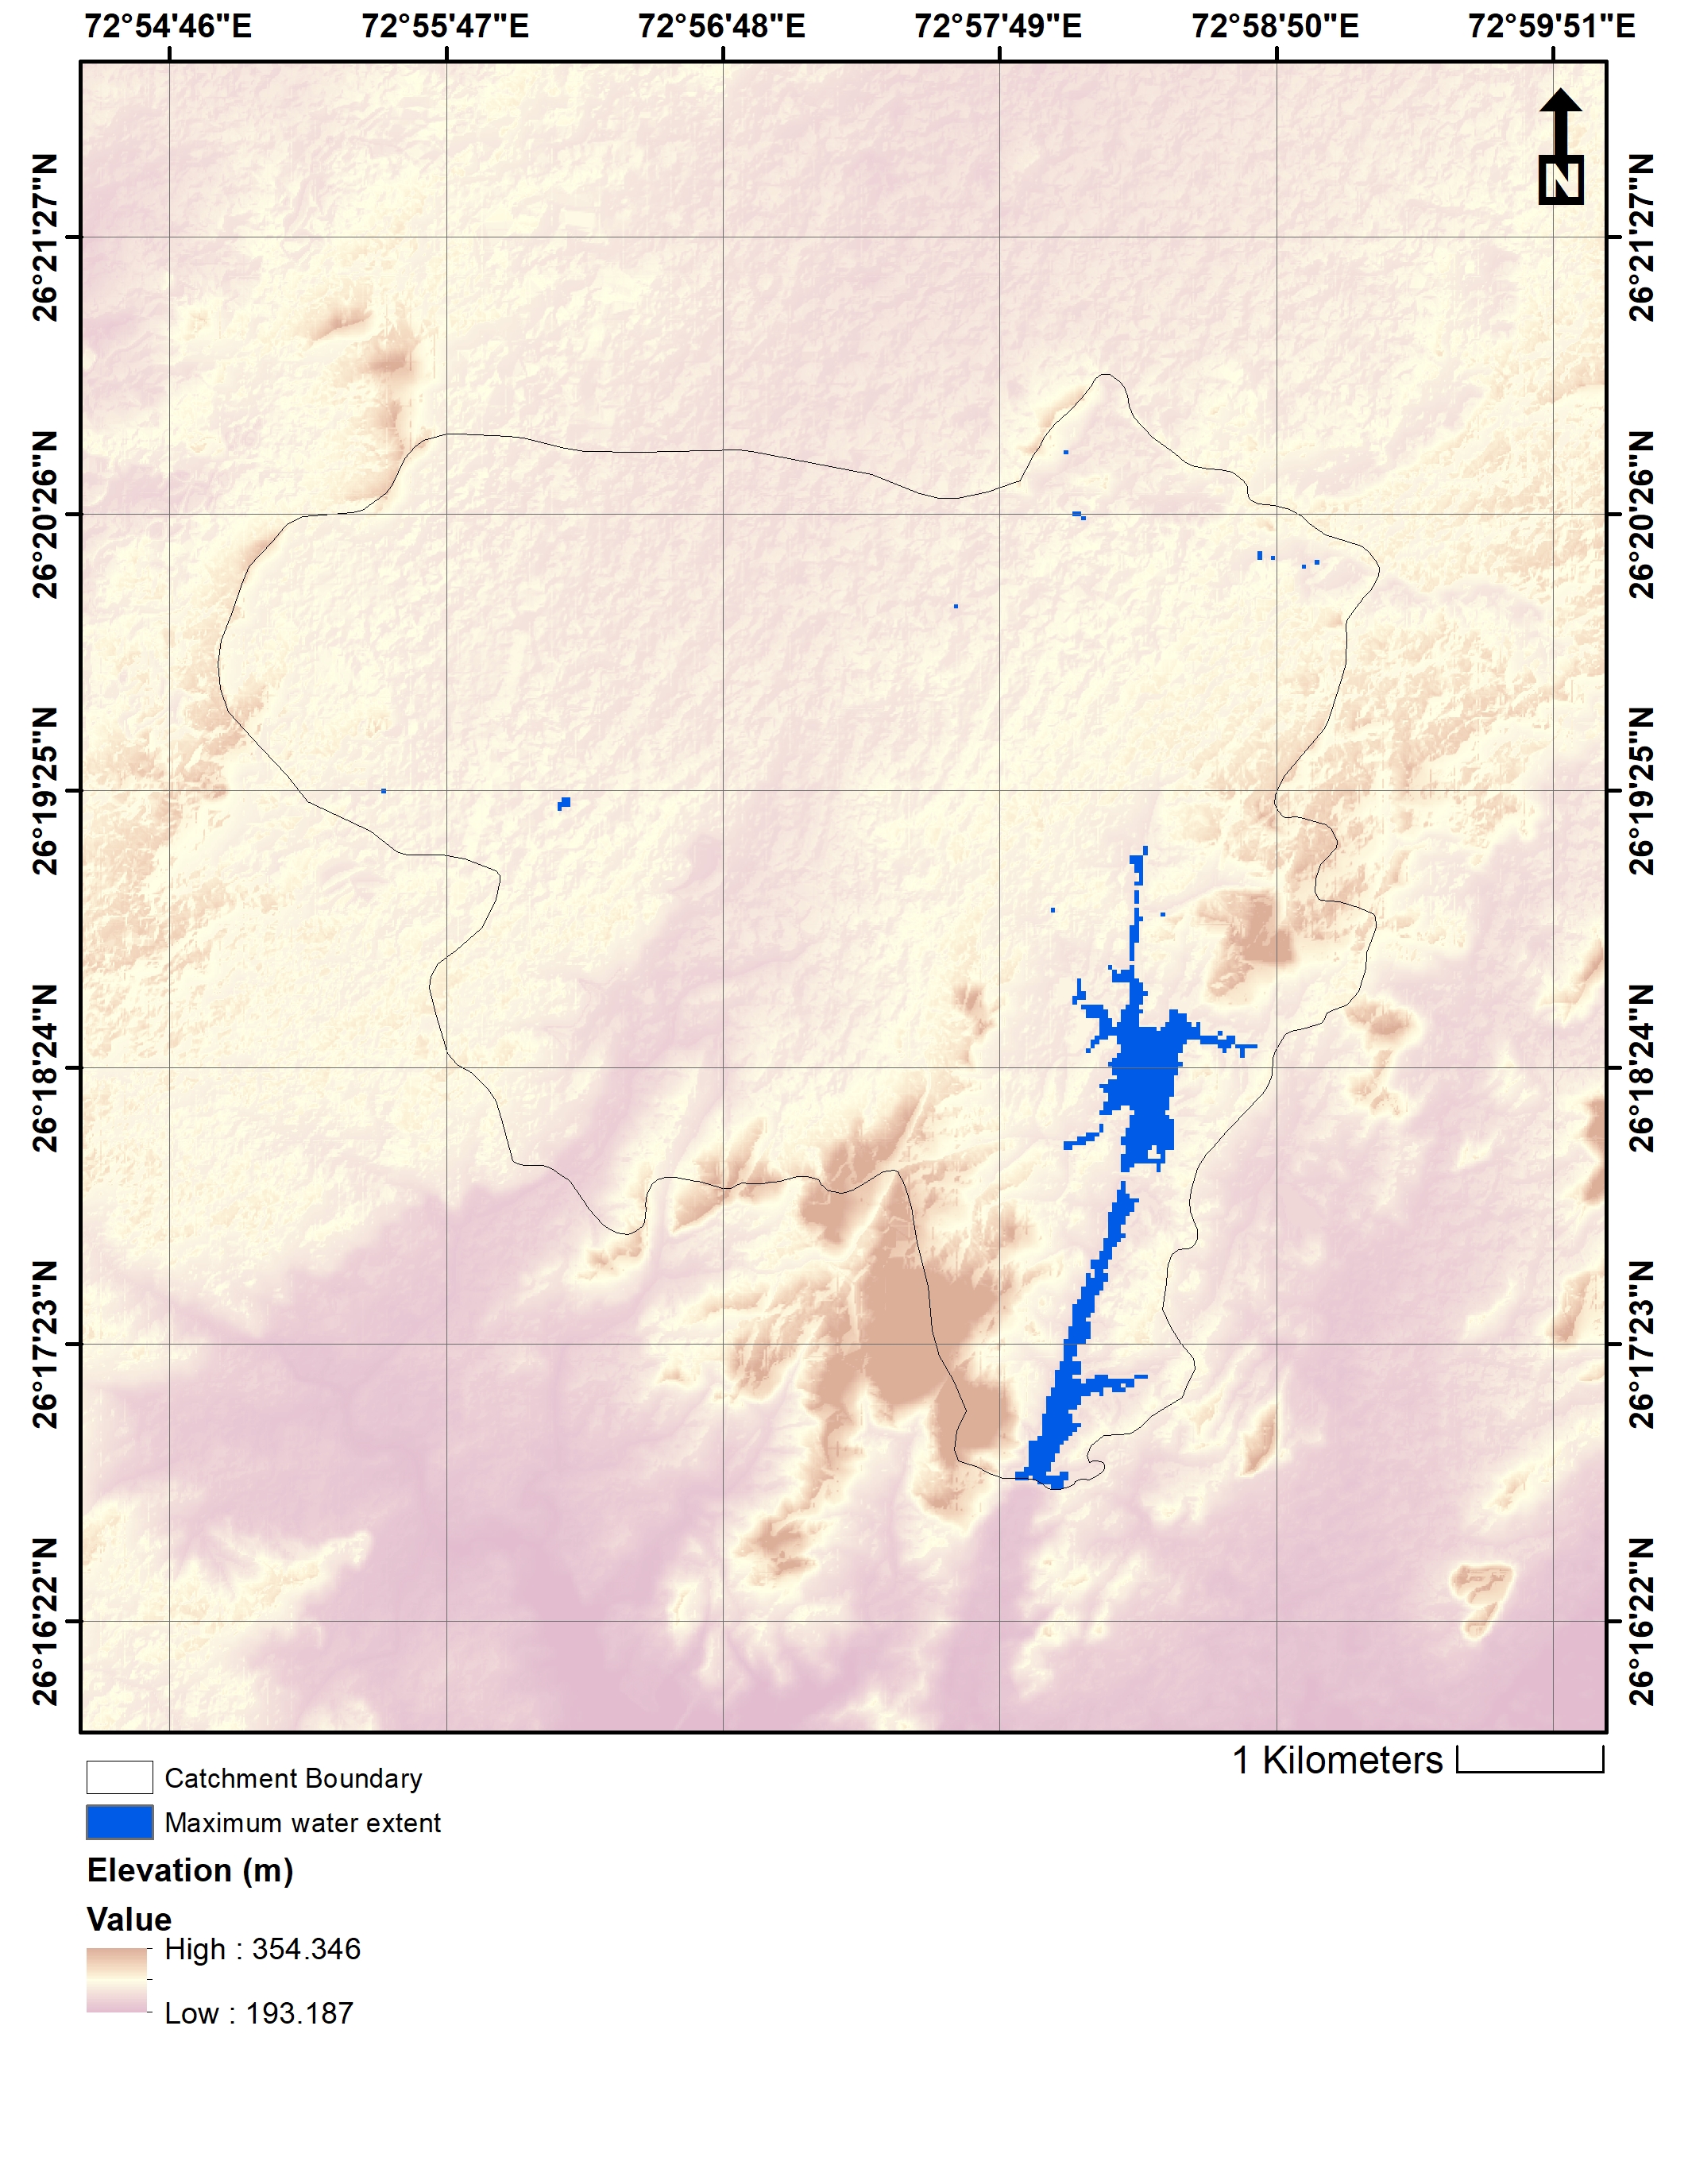 72°54'46"E 72°55'47"E 72°56'48"E 72°57'49"E 72°58'50"E 72°59'51"E
N
26°21'27"N 26°21'27"N
26°20'26"N 26°20'26"N
26°19'25"N 26°19'25"N
26°18'24"N 26°18'24"N
26°17'23"N 26°17'23"N
26°16'22"N 26°16'22"N
1 Kilometers
Catchment Boundary
Maximum water extent
Elevation (m)
Value
High : 354.346
Low : 193.187